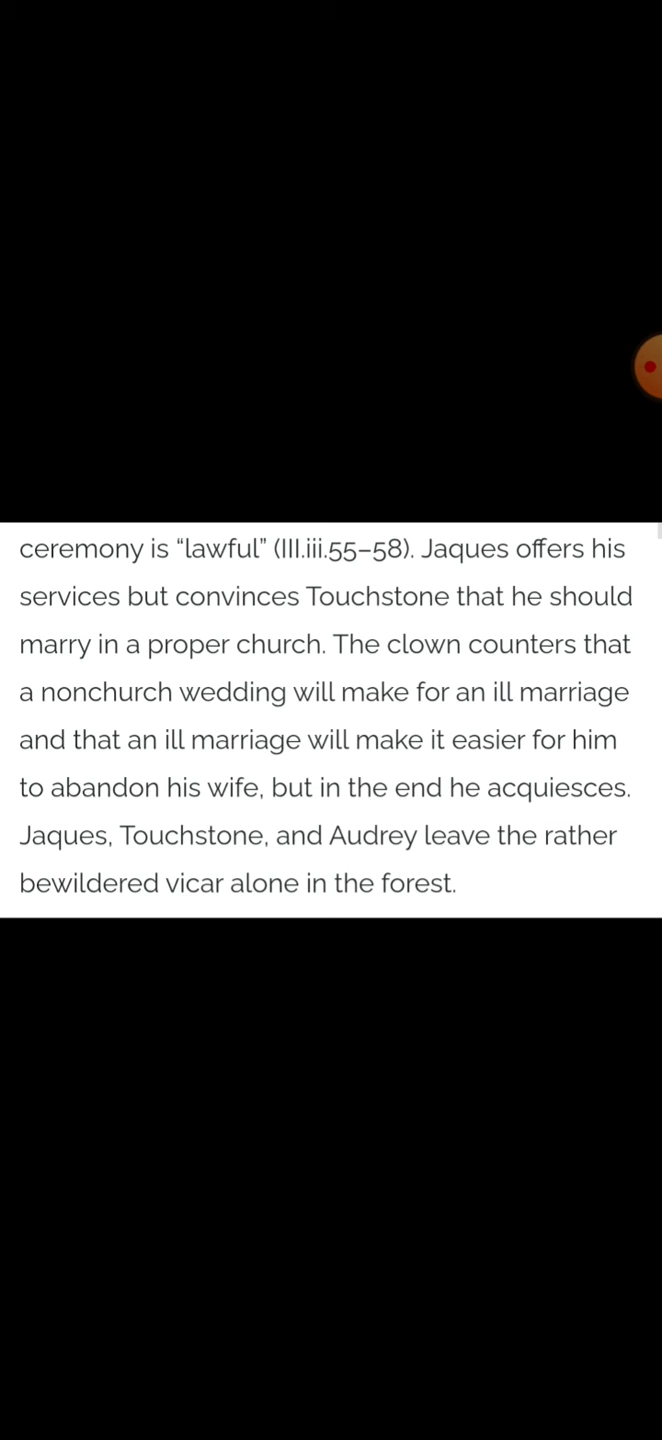 ceremony is “lawful” (III.iii.55–58). Jaques offers his
services but convinces Touchstone that he should
marry in a proper church. The clown counters that
a nonchurch wedding will make for an ill marriage
and that an ill marriage will make it easier for him
to abandon his wife, but in the end he acquiesces.
Jaques, Touchstone, and Audrey leave the rather
bewildered vicar alone in the forest.